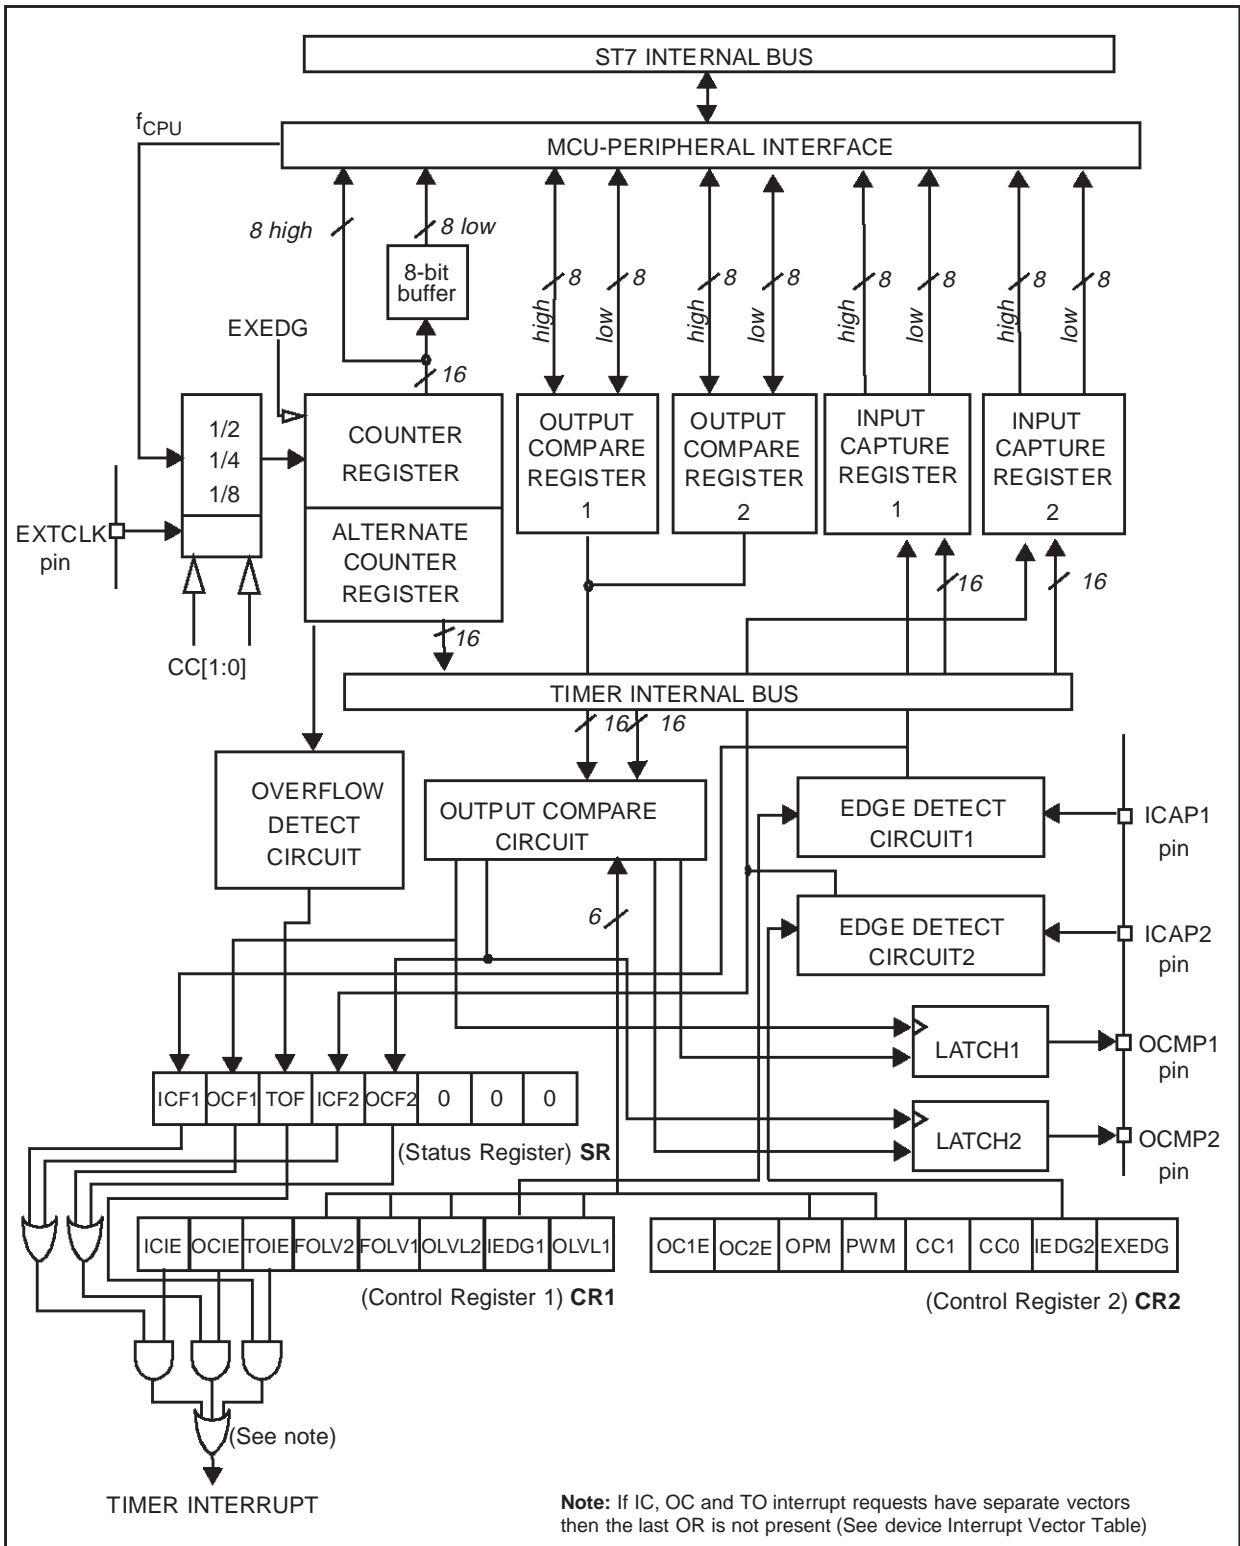 ST7 INTERNAL BUS
fCPU
MCU-PERIPHERAL INTERFACE
8 high
8 low
8-bit
buffer
8
8
8
8
8
8
8
8
high
low
high
low
high
low
high
low
EXEDG
16
1/2
1/4
1/8
COUNTER
REGISTER
OUTPUT
COMPARE
REGISTER
1
OUTPUT
COMPARE
REGISTER
2
INPUT
CAPTURE
REGISTER
1
INPUT
CAPTURE
REGISTER
2
EXTCLK
pin
ALTERNATE
COUNTER
REGISTER
16
16
16
CC[1:0]
TIMER INTERNAL BUS
16
16
OVERFLOW
DETECT
CIRCUIT
OUTPUT COMPARE
CIRCUIT
EDGE DETECT
CIRCUIT1
ICAP1
pin
6
EDGE DETECT
CIRCUIT2
ICAP2
pin
LATCH1
OCMP1
pin
ICF1 OCF1 TOF ICF2 OCF2 0 0 0
(Status Register) SR
LATCH2
OCMP2
pin
ICIE OCIE TOIE FOLV2 FOLV1 OLVL2 IEDG1 OLVL1
(Control Register 1) CR1
OC1E OC2E OPM PWM CC1 CC0 IEDG2 EXEDG
(Control Register 2) CR2
(See note)
TIMER INTERRUPT
Note: If IC, OC and TO interrupt requests have separate vectors
then the last OR is not present (See device Interrupt Vector Table)